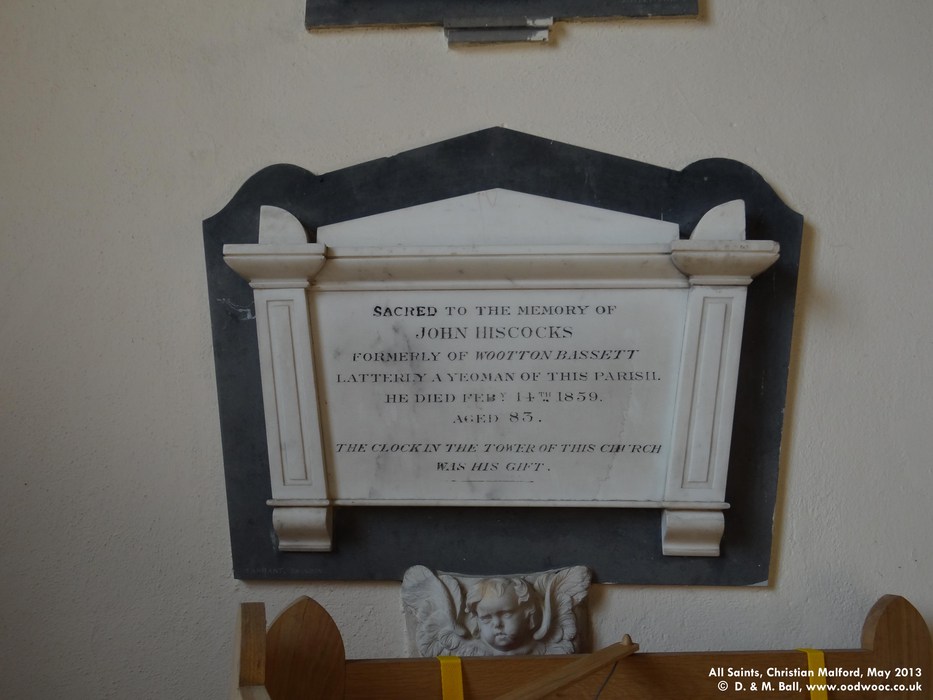 SACRED TO THE MEMORY OF
JOHN HISCOCKS
FORMERLY OF WOOTTON BASSETT
LATTERLY A YEOMAN OF THIS PARISH.
HE DIED FEBY 14TH 1859.
AGED 83.
THE CLOCK IN THE TOWER OF THIS CHURCH
WAS HIS GIFT.
All Saints, Christian Malford, May 2013
© D. & M. Ball, www.oodwooc.co.uk